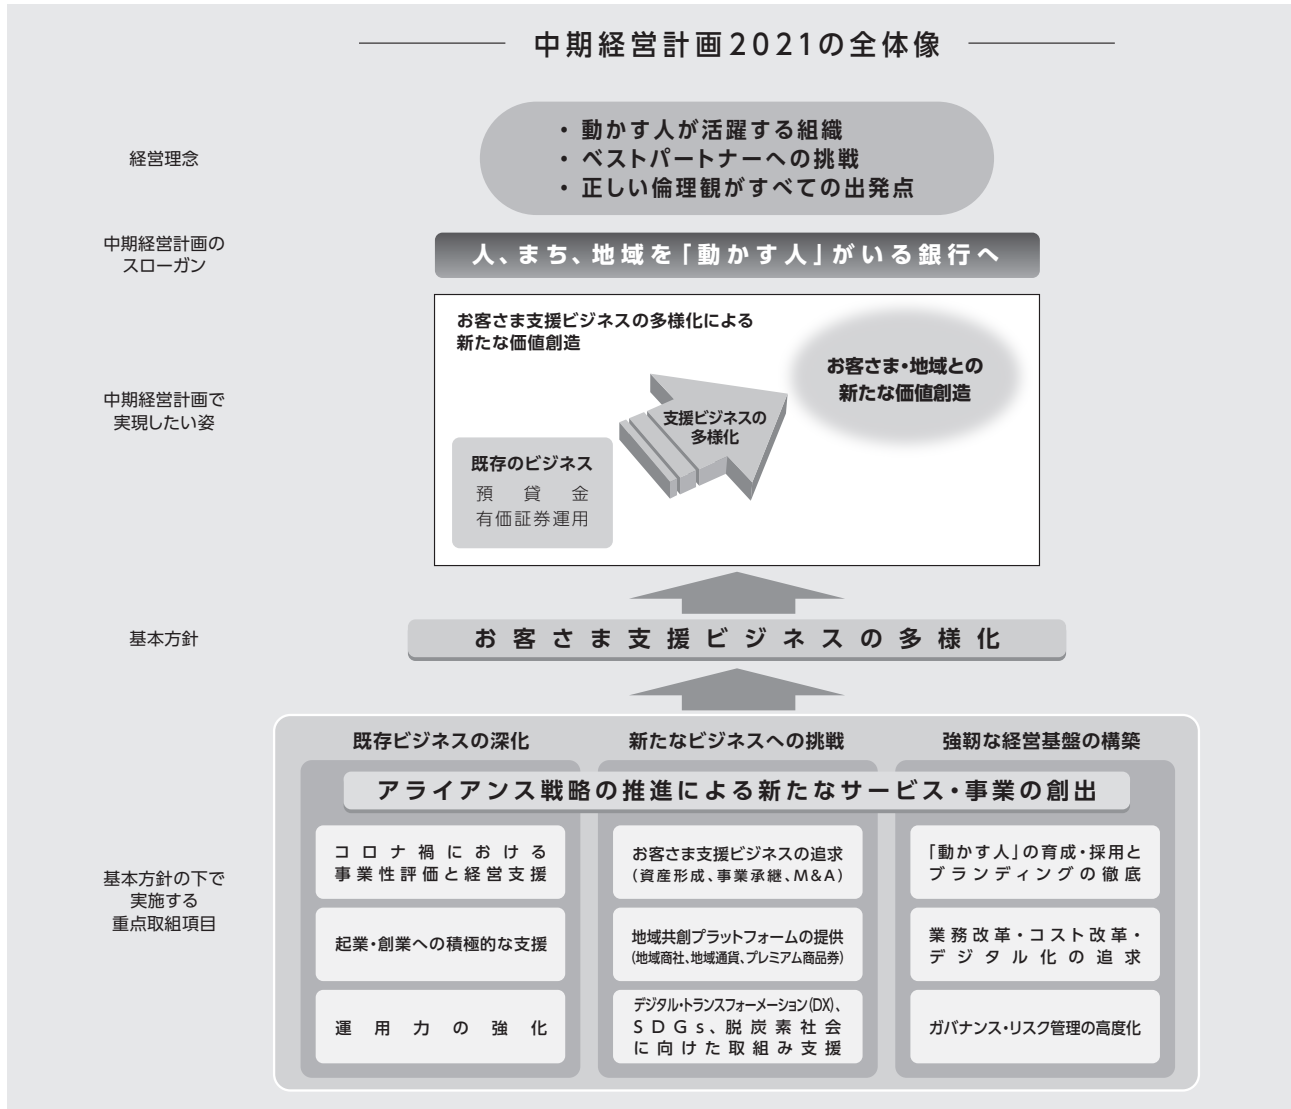 中期経営計画2021の全体像
経営理念
・動かす人が活躍する組織
・ベストパートナーへの挑戦
・正しい倫理観がすべての出発点
中期経営計画の
スローガン
人、まち、地域を「動かす人」がいる銀行へ
中期経営計画で
実現したい姿
お客さま支援ビジネスの多様化による
新たな価値創造
お客さま・地域との
新たな価値創造
支援ビジネスの
多様化
既存のビジネス
預貸金
有価証券運用
基本方針
お客さま支援ビジネスの多様化
基本方針の下で
実施する
重点取組項目
既存ビジネスの深化
新たなビジネスへの挑戦
強靭な経営基盤の構築
アライアンス戦略の推進による新たなサービス・事業の創出
コロナ禍における
事業性評価と経営支援
起業・創業への積極的な支援
運用力の強化
お客さま支援ビジネスの追求
(資産形成、事業承継、M&A)
地域共創プラットフォームの提供
(地域商社、地域通貨、プレミアム商品券)
デジタル・トランスフォーメーション(DX)、
SDGs、脱炭素社会
に向けた取組み支援
「動かす人」の育成・採用と
ブランディングの徹底
業務改革・コスト改革・
デジタル化の追求
ガバナンス・リスク管理の高度化